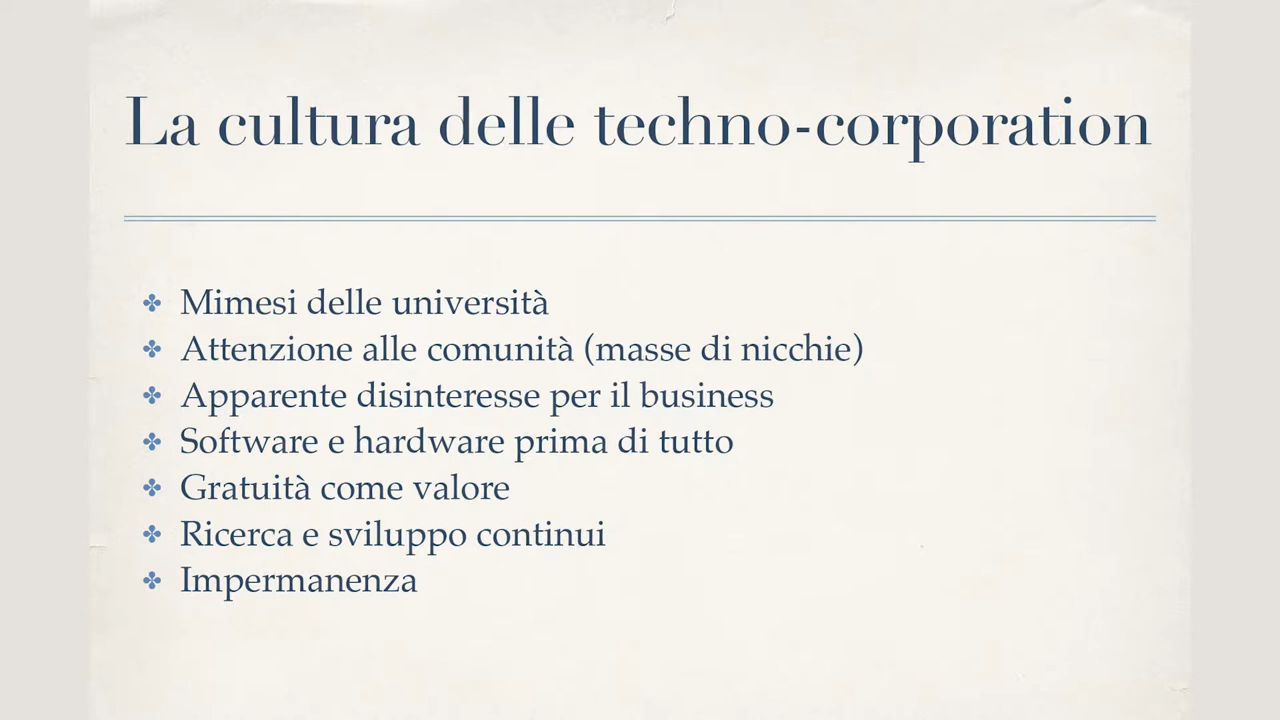 La cultura delle techno-corporation
Mimesi delle università
Attenzione alle comunità (masse di nicchie)
Apparente disinteresse per il business
Software e hardware prima di tutto
Gratuità come valore
Ricerca e sviluppo continui
Impermanenza